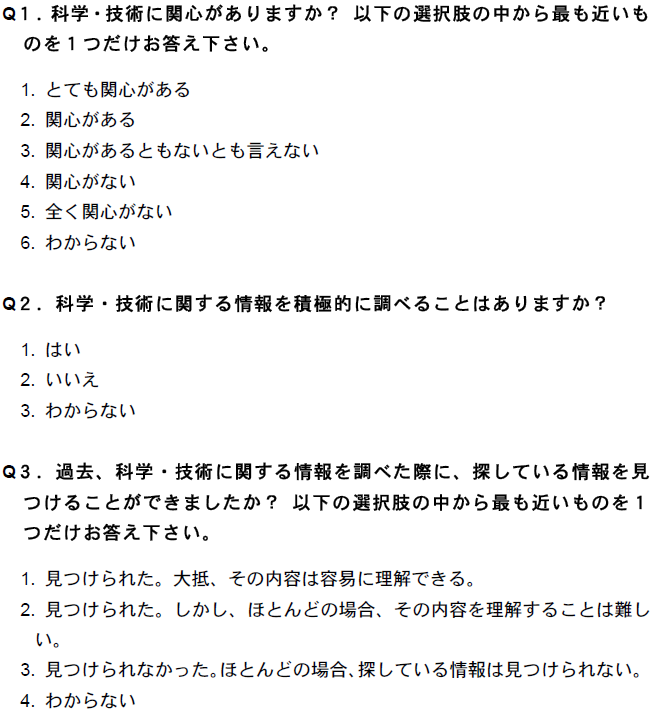 Q1．科学・技術に関心がありますか？ 以下の選択肢の中から最も近いも
のを１つだけお答え下さい。
1. とても関心がある
2. 関心がある
3. 関心があるともないとも言えない
4. 関心がない
5. 全く関心がない
6. わからない
Q2．科学・技術に関する情報を積極的に調べることはありますか？
1. はい
2. いいえ
3. わからない
Q3．過去、科学・技術に関する情報を調べた際に、探している情報を見
つけることができましたか？ 以下の選択肢の中から最も近いものを１
つだけお答え下さい。
1. 見つけられた。大抵、その内容は容易に理解できる。
2. 見つけられた。しかし、ほとんどの場合、その内容を理解することは難し
い。
3. 見つけられなかった。ほとんどの場合、探している情報は見つけられない。
4. わからない